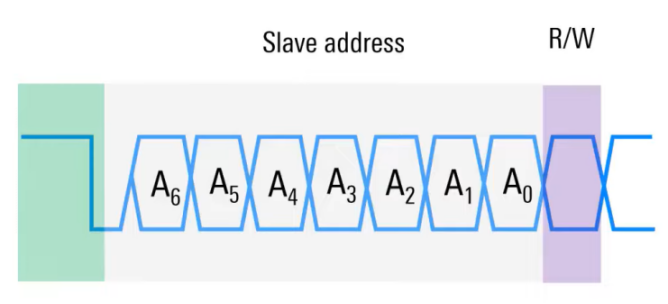 Slave address R/W
A₆ A₅ A₄ A₃ A₂ A₁ A₀